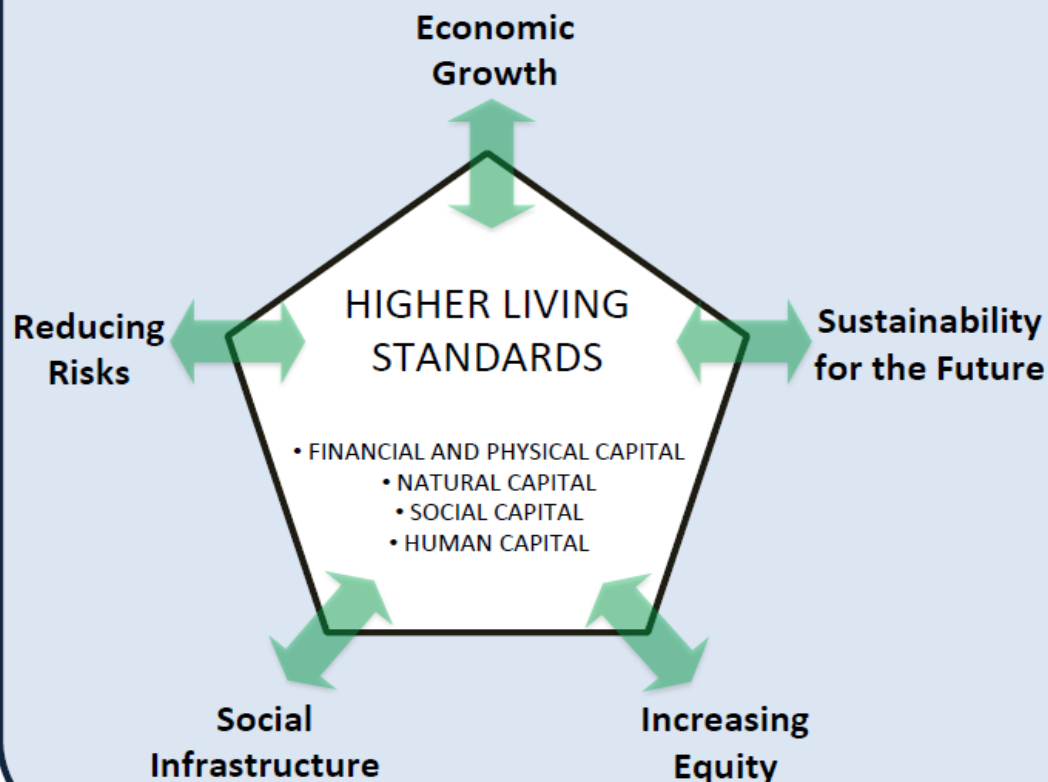 Economic
Growth
Reducing
Risks
HIGHER LIVING
STANDARDS
Sustainability
for the Future
• FINANCIAL AND PHYSICAL CAPITAL
• NATURAL CAPITAL
• SOCIAL CAPITAL
• HUMAN CAPITAL
Social
Infrastructure
Increasing
Equity